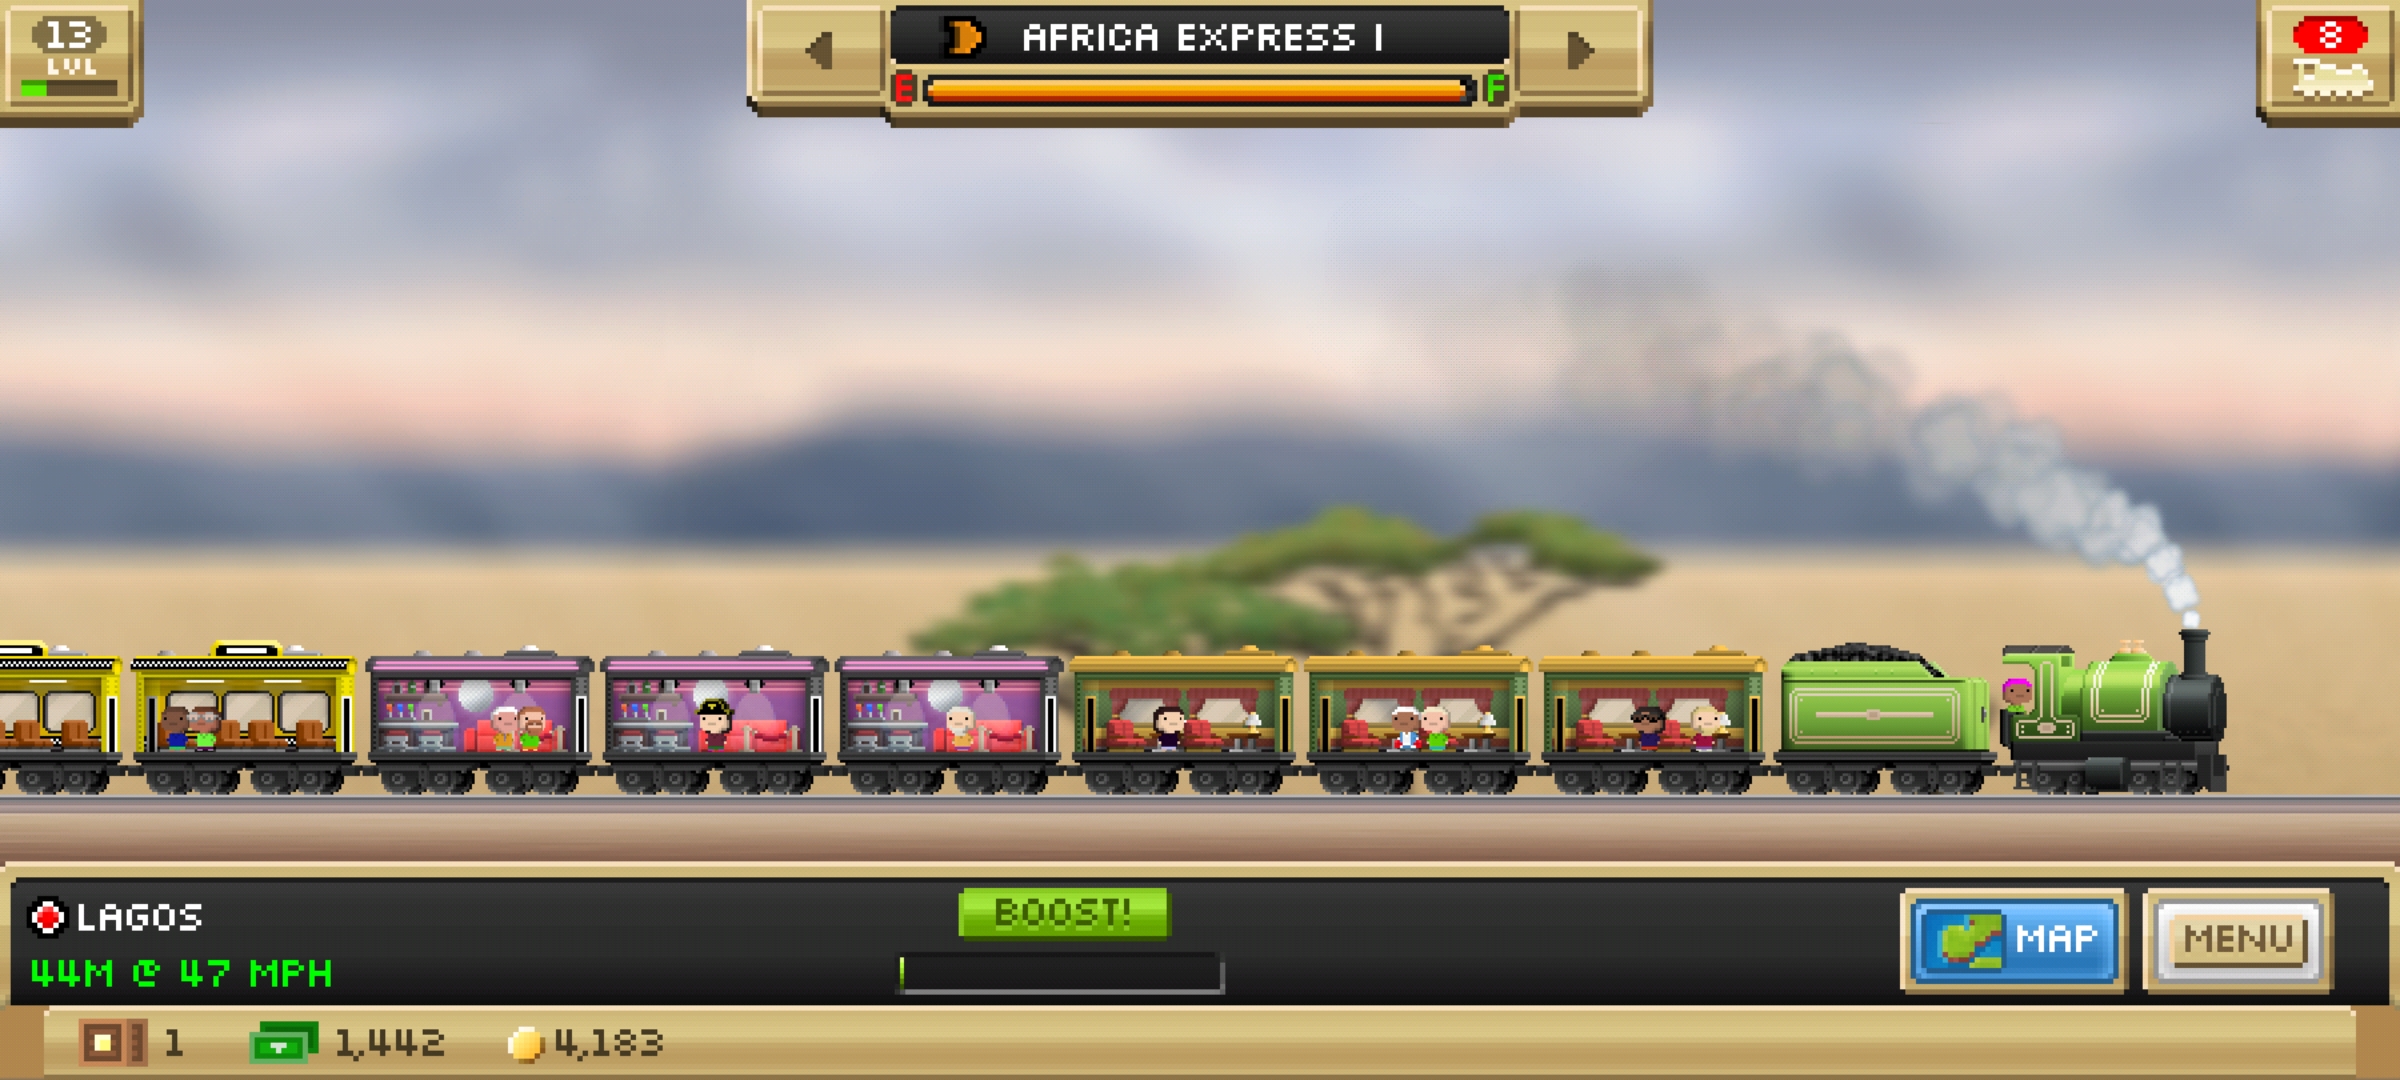 13
LVL
AFRICA EXPRESS I
E F
8
LAGOS
BOOST!
44M @ 47 MPH
MAP
MENU
1 1,442 4,183